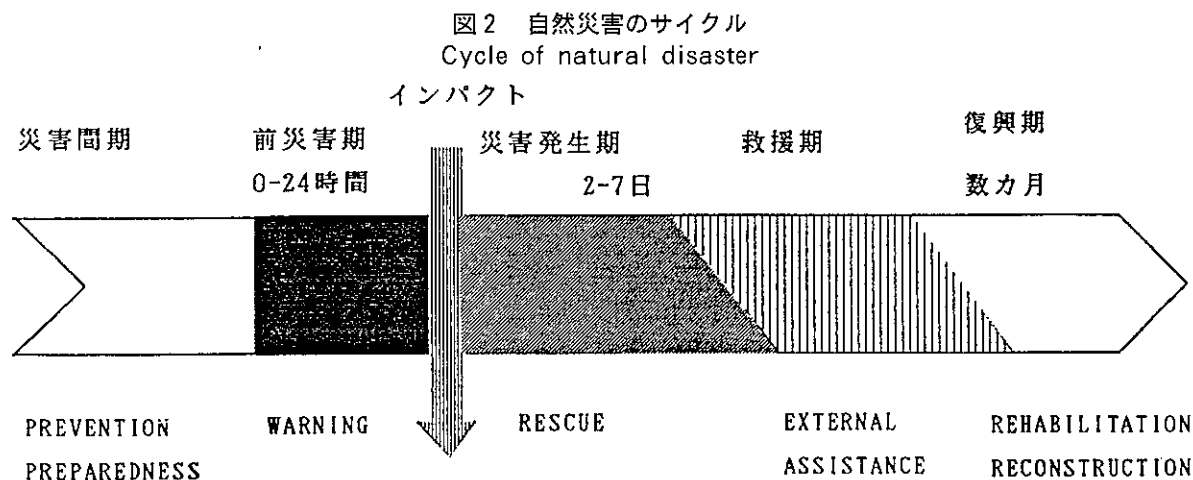 図2 自然災害のサイクル
Cycle of natural disaster
インパクト
災害間期 前災害期 災害発生期 救援期 復興期
0-24時間 2-7日 数カ月
PREVENTION WARNING RESCUE EXTERNAL REHABILITATION
PREPAREDNESS ASSISTANCE RECONSTRUCTION